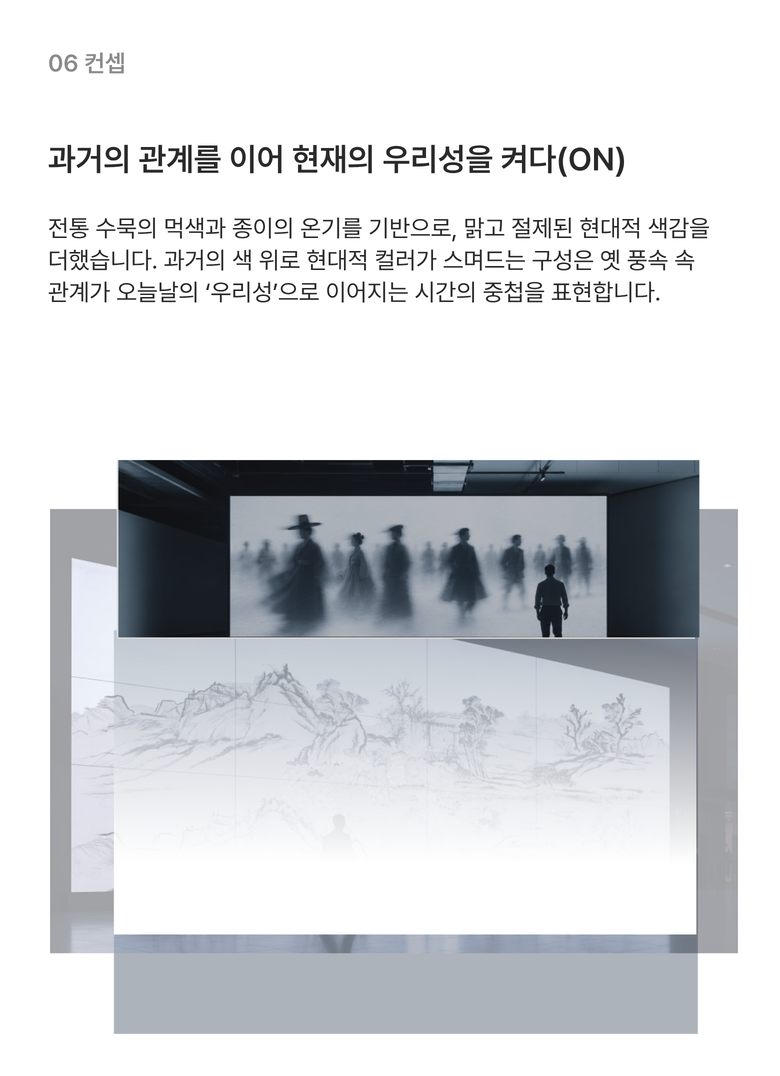 06 컨셉
과거의 관계를 이어 현재의 우리성을 켜다(ON)
전통 수묵의 먹색과 종이의 온기를 기반으로, 맑고 절제된 현대적 색감을
더했습니다. 과거의 색 위로 현대적 컬러가 스며드는 구성은 옛 풍속 속
관계가 오늘날의 ‘우리성’으로 이어지는 시간의 중첩을 표현합니다.